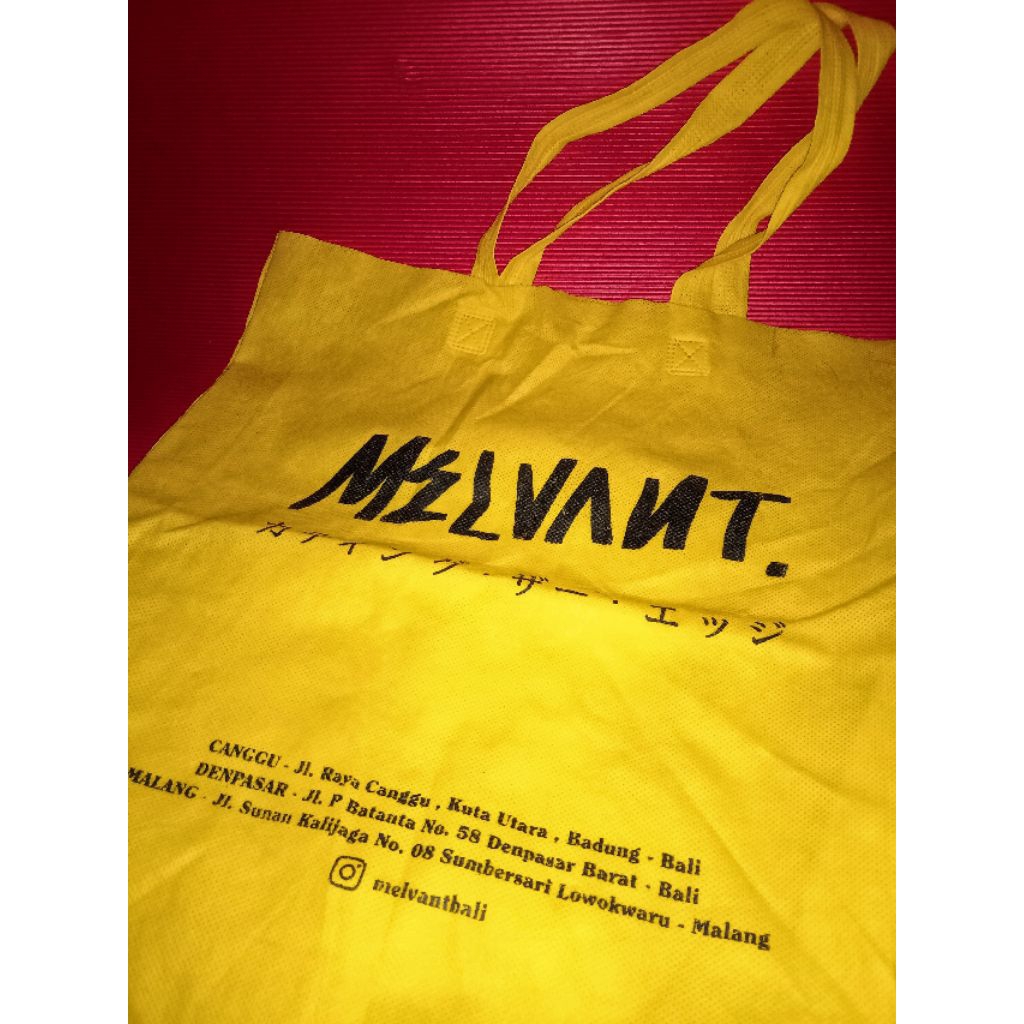 MELVANT.
カティング・ザー・エッジ
CANGGU - Jl. Raya Canggu , Kuta Utara , Badung - Bali
DENPASAR - Jl. P Batanta No. 58 Denpasar Barat - Bali
MALANG - Jl. Sunan Kalijaga No. 08 Sumbersari Lowokwaru - Malang
melvantbali